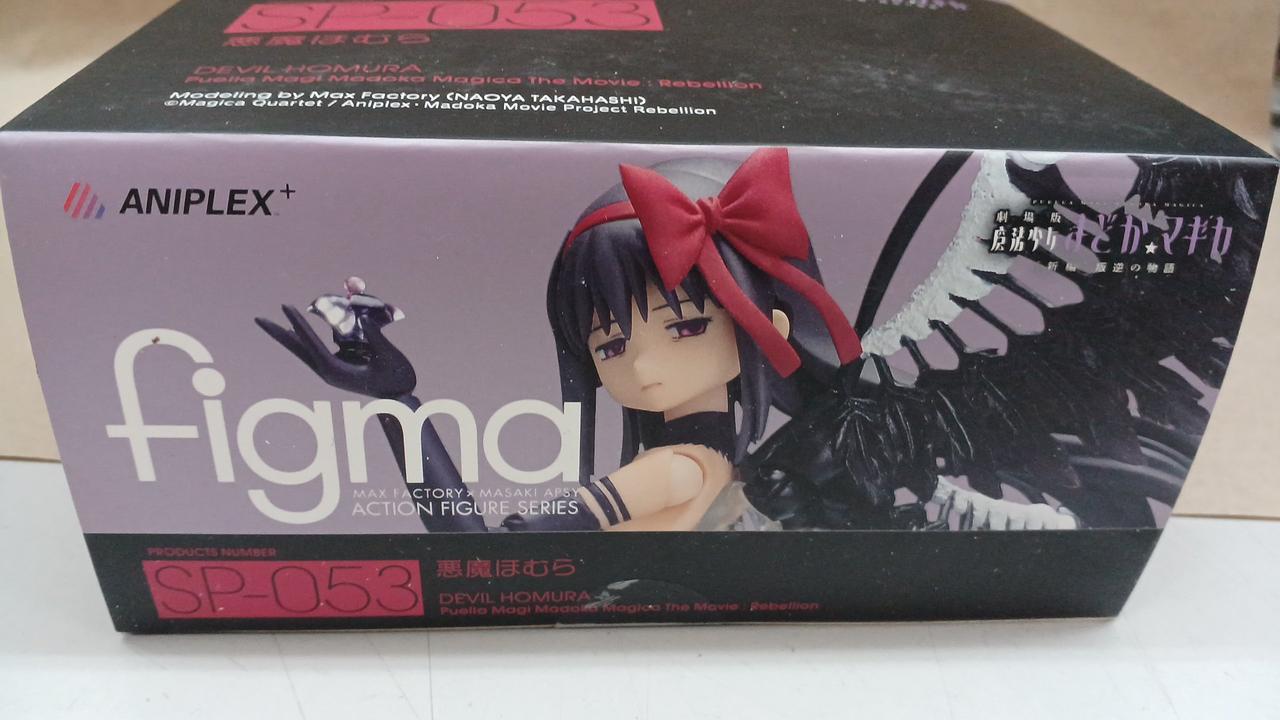 SP-053
悪魔ほむら
DEVIL HOMURA
Puella Magi Madoka Magica The Movie : Rebellion
Modeling by Max Factory (NAOYA TAKAHASHI)
©Magica Quartet / Aniplex・Madoka Movie Project Rebellion
ANIPLEX+
PUELLA MAGI MADOKA MAGICA
劇場版
魔法少女まどか★マギカ
新編 叛逆の物語
figma
MAX FACTORY × MASAKI APSY
ACTION FIGURE SERIES
PRODUCTS NUMBER
SP-053
悪魔ほむら
DEVIL HOMURA
Puella Magi Madoka Magica The Movie : Rebellion